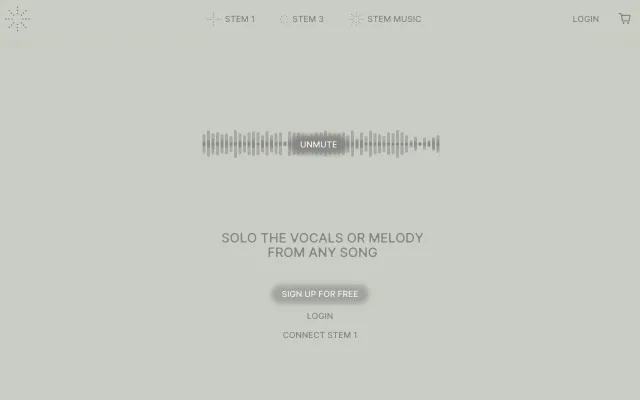 STEM 1
STEM 3
STEM MUSIC
LOGIN
UNMUTE
SOLO THE VOCALS OR MELODY
FROM ANY SONG
SIGN UP FOR FREE
LOGIN
CONNECT STEM 1